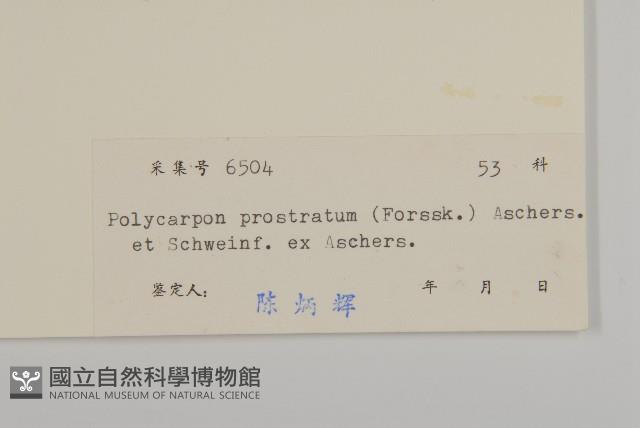 采集号 6504 53 科
Polycarpon prostratum (Forssk.) Aschers.
et Schweinf. ex Aschers.
鉴定人: 陈炳辉 年 月 日
國立自然科學博物館
NATIONAL MUSEUM OF NATURAL SCIENCE